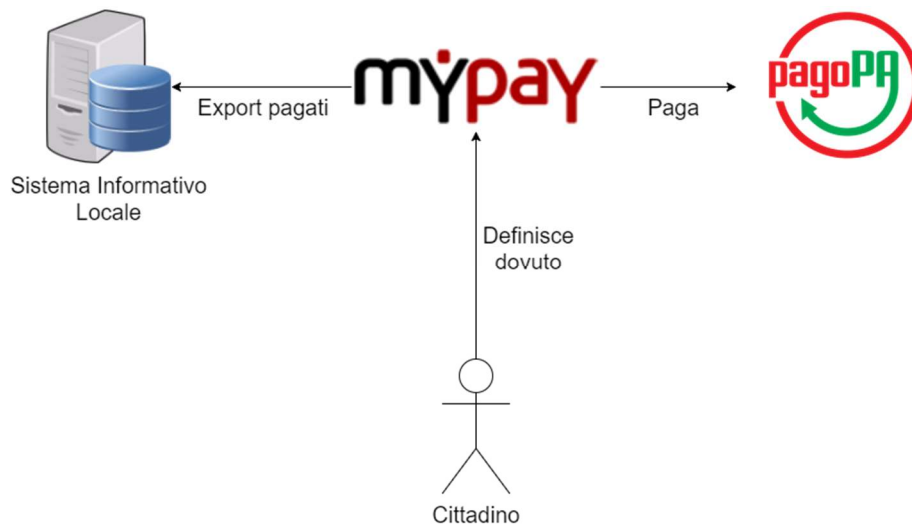 mypay
pagoPA
Export pagati
Paga
Sistema Informativo
Locale
Definisce
dovuto
Cittadino